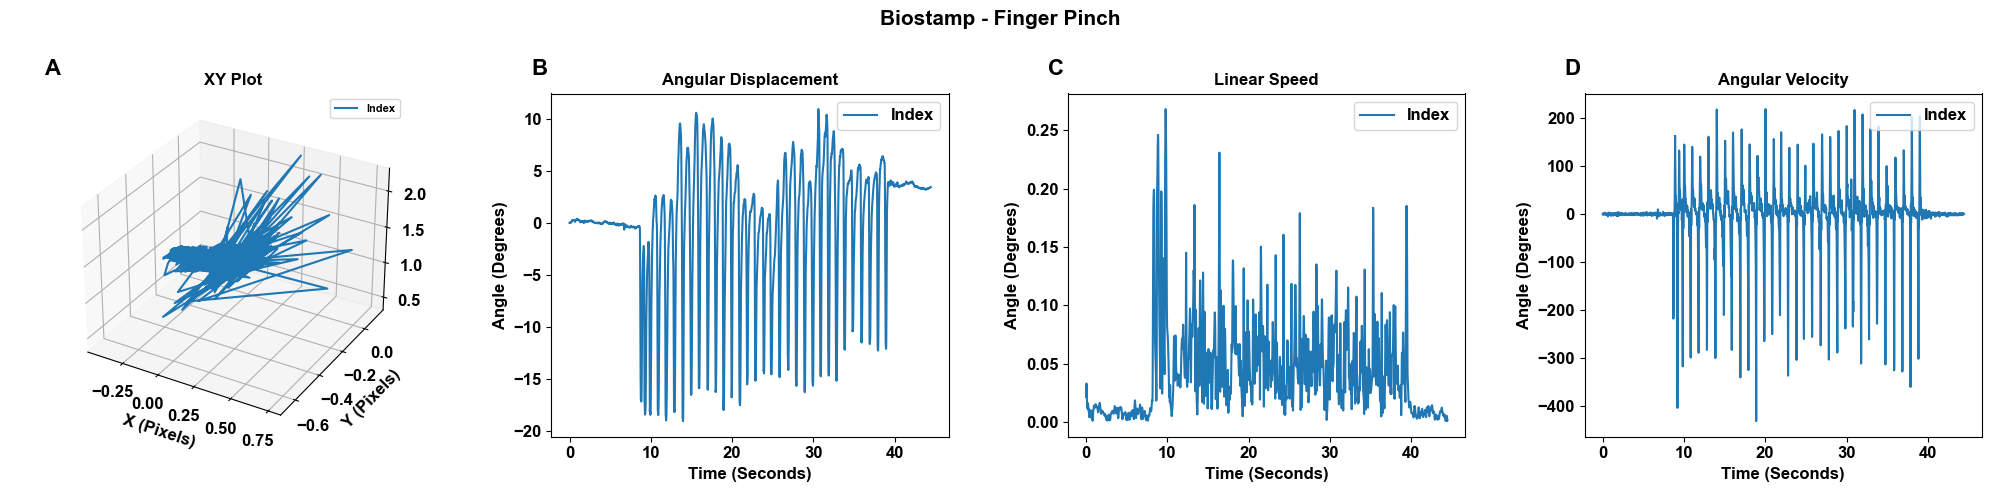 Biostamp - Finger Pinch
A
XY Plot
Index
2.0
1.5
1.0
0.5
0.0
−0.2
−0.4
−0.6
Y (Pixels)
−0.25
0.00
0.25
0.50
0.75
X (Pixels)
B
Angular Displacement
Index
10
5
0
−5
−10
−15
−20
Angle (Degrees)
0 10 20 30 40
Time (Seconds)
C
Linear Speed
Index
0.25
0.20
0.15
0.10
0.05
0.00
Angle (Degrees)
0 10 20 30 40
Time (Seconds)
D
Angular Velocity
Index
200
100
0
−100
−200
−300
−400
Angle (Degrees)
0 10 20 30 40
Time (Seconds)